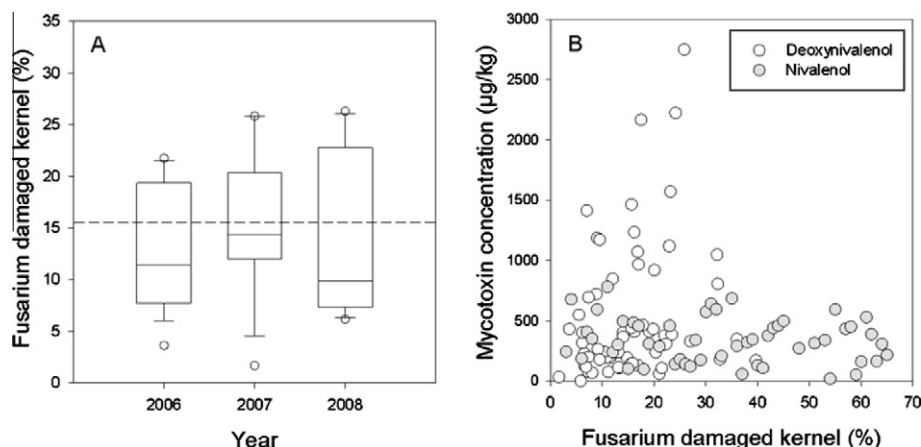 A
Fusarium damaged kernel (%)
35
30
25
20
15
10
5
0
2006 2007 2008
Year
B
Deoxynivalenol
Nivalenol
Mycotoxin concentration (µg/kg)
3000
2500
2000
1500
1000
500
0
0 10 20 30 40 50 60 70
Fusarium damaged kernel (%)